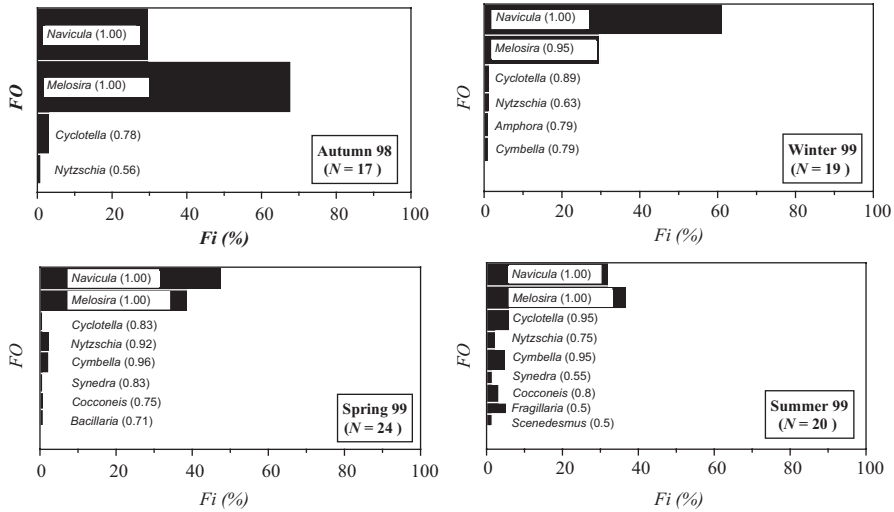 FO
Navicula (1.00)
Melosira (1.00)
Cyclotella (0.78)
Nytzschia (0.56)
Autumn 98
(N = 17 )
0 20 40 60 80 100
Fi (%)
FO
Navicula (1.00)
Melosira (0.95)
Cyclotella (0.89)
Nytzschia (0.63)
Amphora (0.79)
Cymbella (0.79)
Winter 99
(N = 19 )
0 20 40 60 80 100
Fi (%)
FO
Navicula (1.00)
Melosira (1.00)
Cyclotella (0.83)
Nytzschia (0.92)
Cymbella (0.96)
Synedra (0.83)
Cocconeis (0.75)
Bacillaria (0.71)
Spring 99
(N = 24 )
0 20 40 60 80 100
Fi (%)
FO
Navicula (1.00)
Melosira (1.00)
Cyclotella (0.95)
Nytzschia (0.75)
Cymbella (0.95)
Synedra (0.55)
Cocconeis (0.8)
Fragillaria (0.5)
Scenedesmus (0.5)
Summer 99
(N = 20 )
0 20 40 60 80 100
Fi (%)